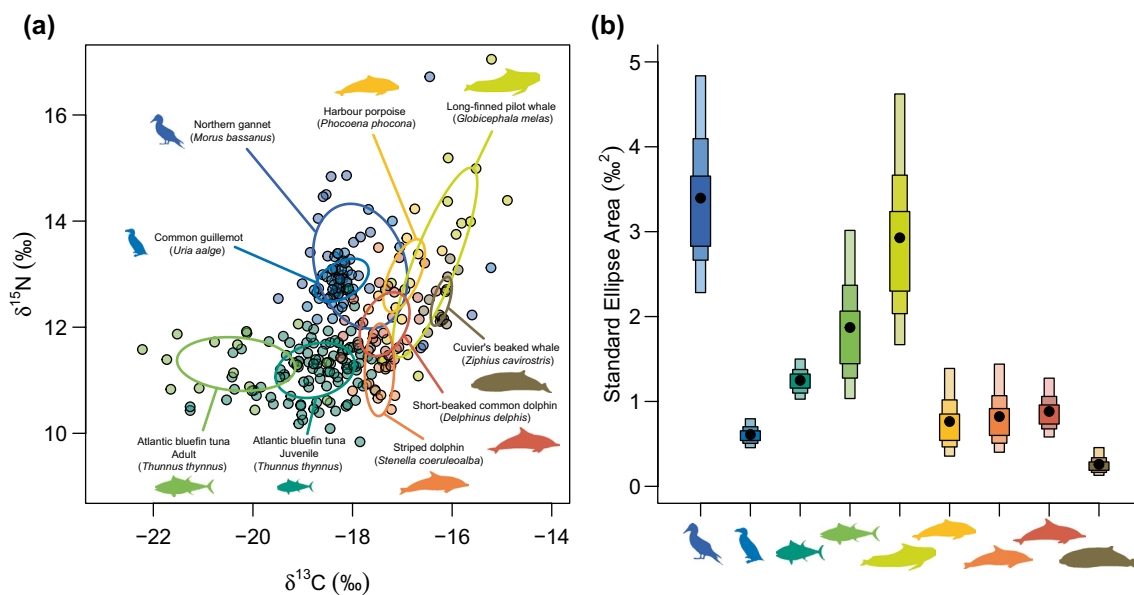 (a)
16
14
12
10
−22
−20
−18
−16
−14
δ15N (‰)
δ13C (‰)
Northern gannet
(Morus bassanus)
Harbour porpoise
(Phocoena phocona)
Long-finned pilot whale
(Globicephala melas)
Common guillemot
(Uria aalge)
Cuvier's beaked whale
(Ziphius cavirostris)
Short-beaked common dolphin
(Delphinus delphis)
Atlantic bluefin tuna
Adult
(Thunnus thynnus)
Atlantic bluefin tuna
Juvenile
(Thunnus thynnus)
Striped dolphin
(Stenella coeruleoalba)
(b)
5
4
3
2
1
0
Standard Ellipse Area (‰²)